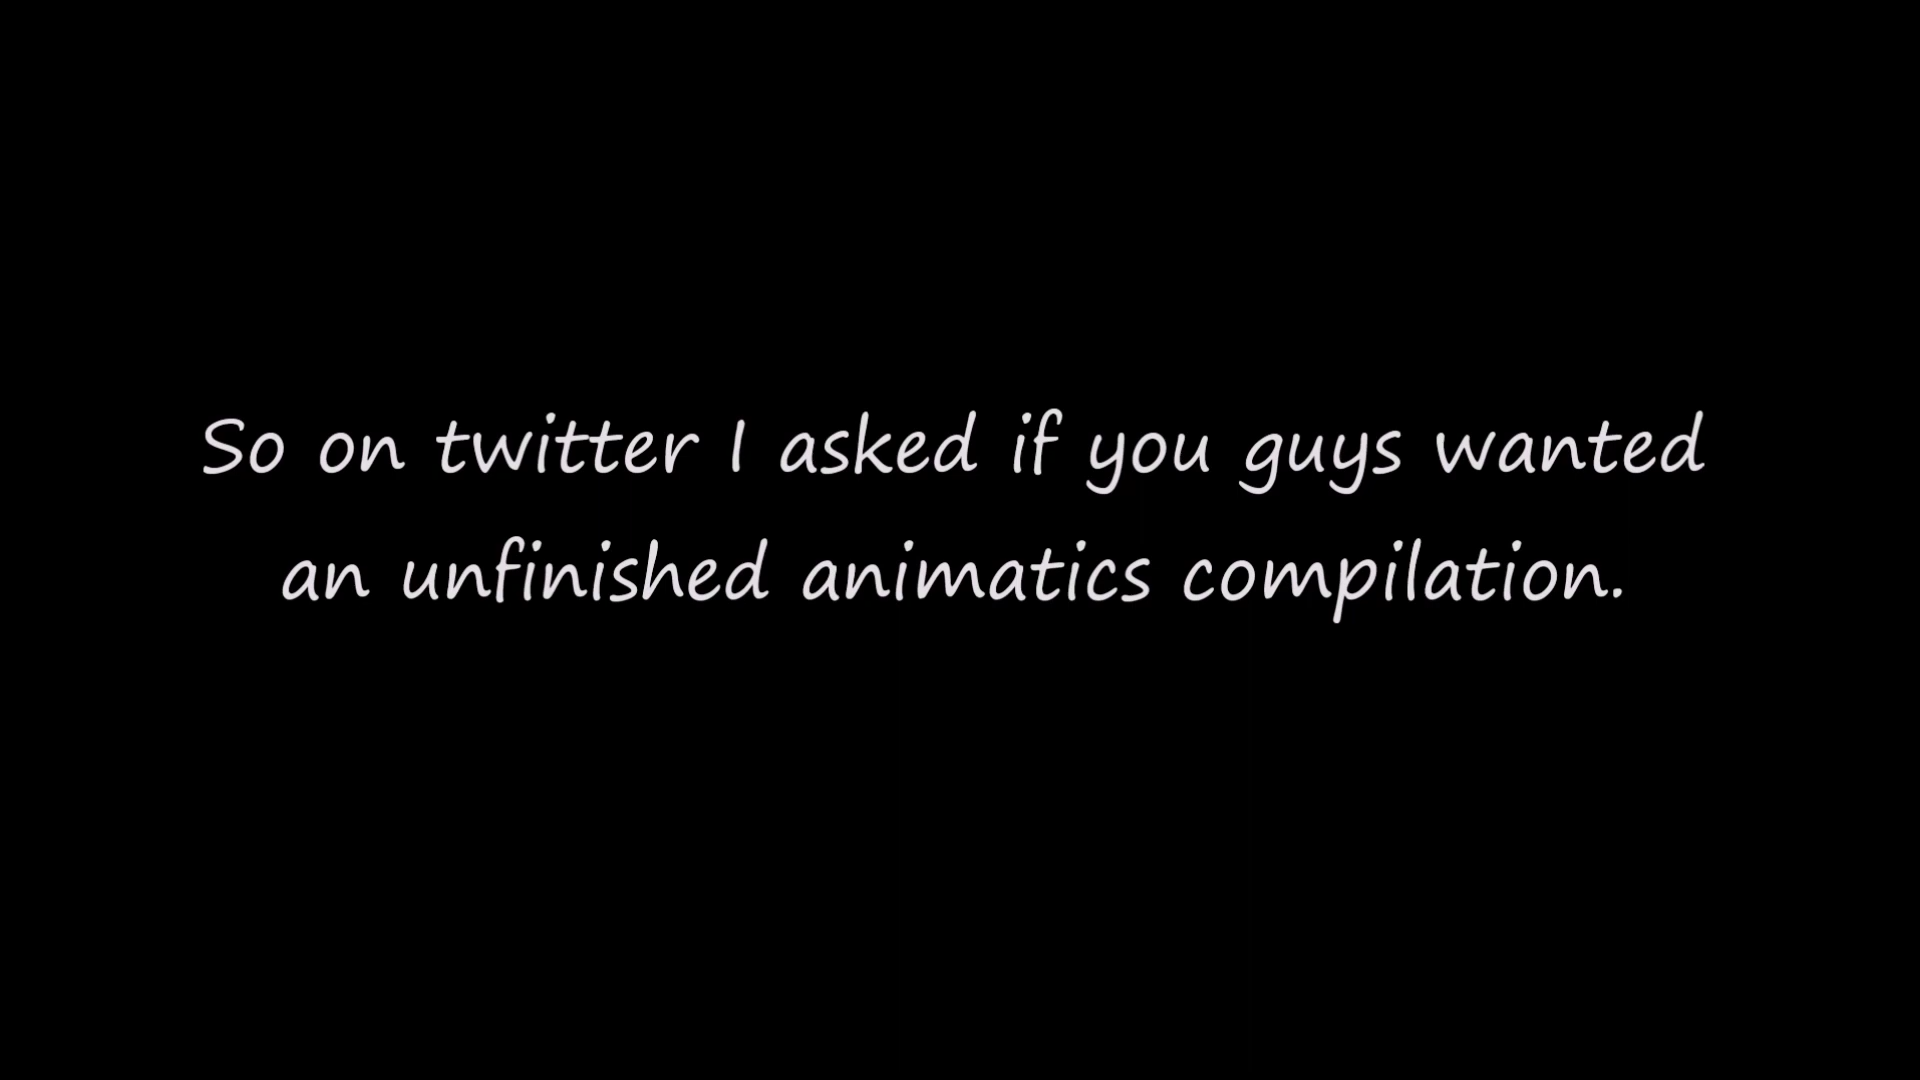 So on twitter I asked if you guys wanted
an unfinished animatics compilation.